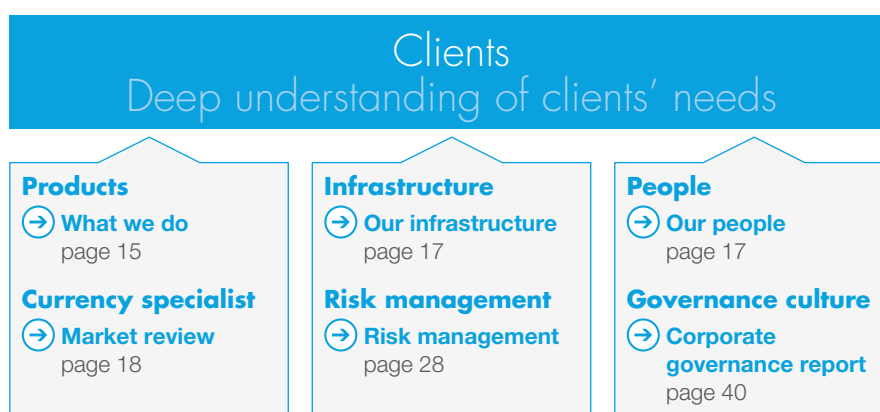 Clients
Deep understanding of clients’ needs
Products
What we do
page 15
Currency specialist
Market review
page 18
Infrastructure
Our infrastructure
page 17
Risk management
Risk management
page 28
People
Our people
page 17
Governance culture
Corporate
governance report
page 40